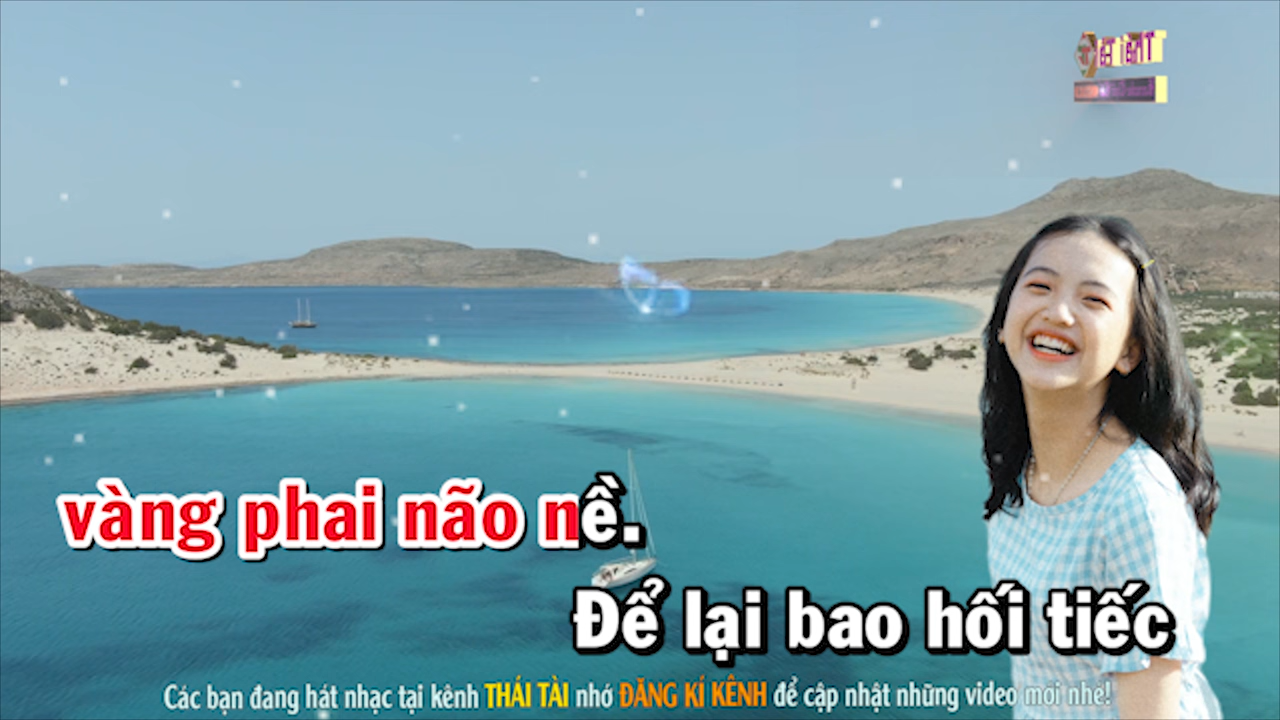 vàng phai não nề.
Để lại bao hối tiếc
Các bạn đang hát nhạc tại kênh THÁI TÀI nhớ ĐĂNG KÍ KÊNH để cập nhật những video mới nhé!